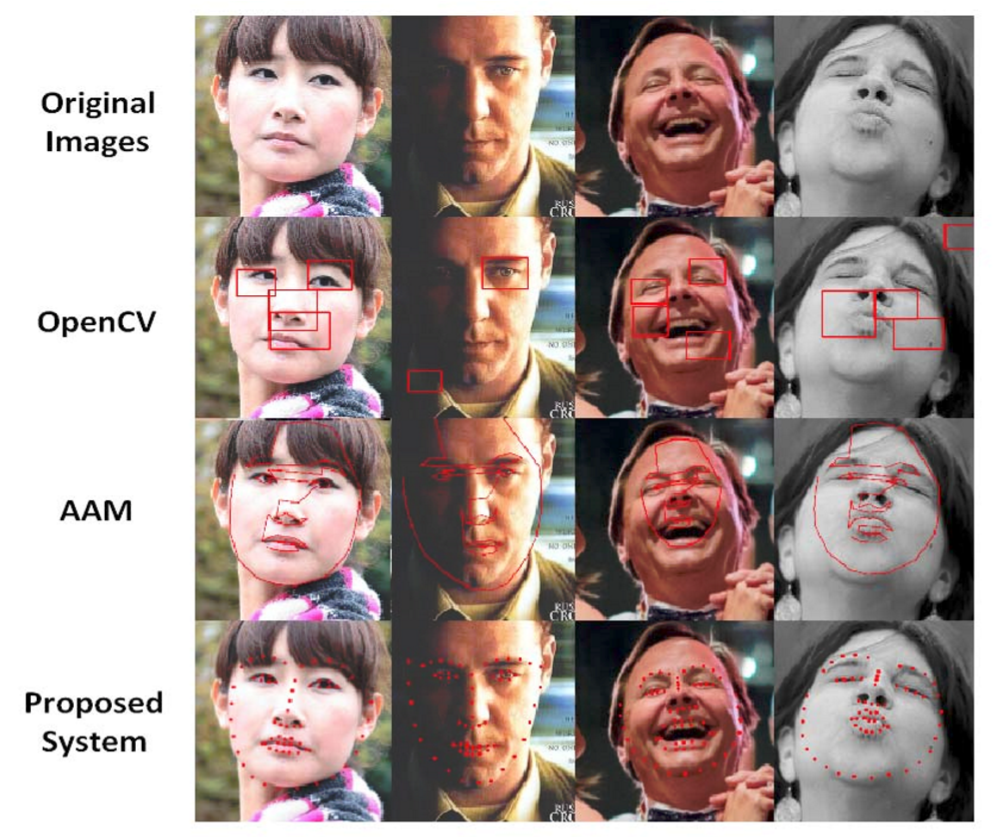 Original
Images
OpenCV
AAM
Proposed
System